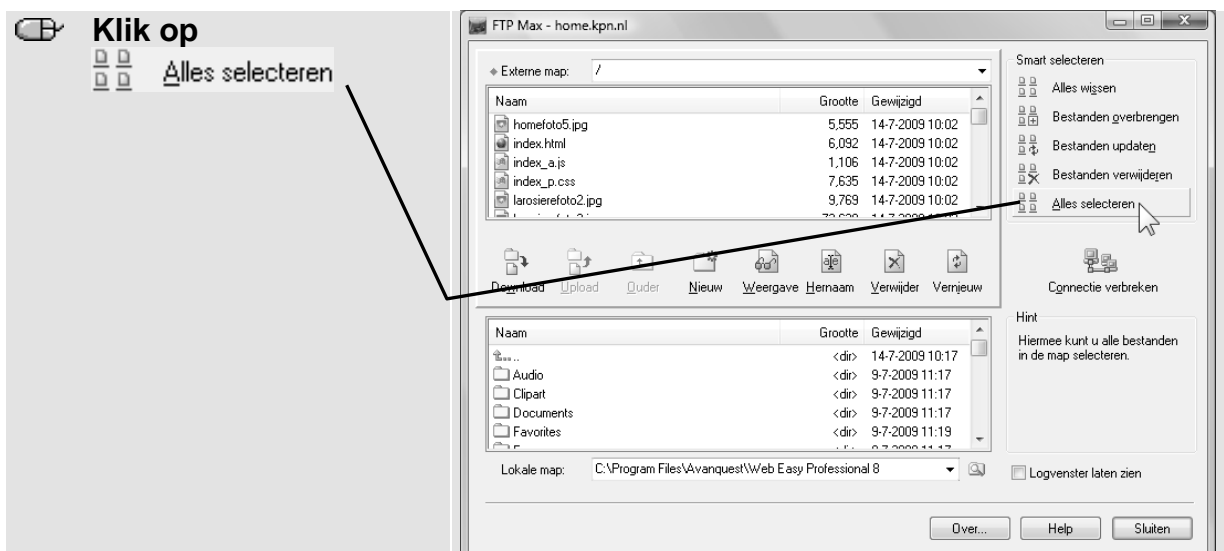 Klik op
Alles selecteren
FTP Max - home.kpn.nl
Externe map: /
Naam Grootte Gewijzigd
homefoto5.jpg 5,555 14-7-2009 10:02
index.html 6,092 14-7-2009 10:02
index_a.js 1,106 14-7-2009 10:02
index_p.css 7,635 14-7-2009 10:02
larosierefoto2.jpg 9,769 14-7-2009 10:02
Download Upload Ouder Nieuw Weergave Hernaam Verwijder Vernieuw
Naam Grootte Gewijzigd
.. <dir> 14-7-2009 10:17
Audio <dir> 9-7-2009 11:17
Clipart <dir> 9-7-2009 11:17
Documents <dir> 9-7-2009 11:17
Favorites <dir> 9-7-2009 11:19
Lokale map: C:\Program Files\Avanquest\Web Easy Professional 8
Smart selecteren
Alles wissen
Bestanden overbrengen
Bestanden updaten
Bestanden verwijderen
Alles selecteren
Connectie verbreken
Hint
Hiermee kunt u alle bestanden
in de map selecteren.
Logvenster laten zien
Over... Help Sluiten